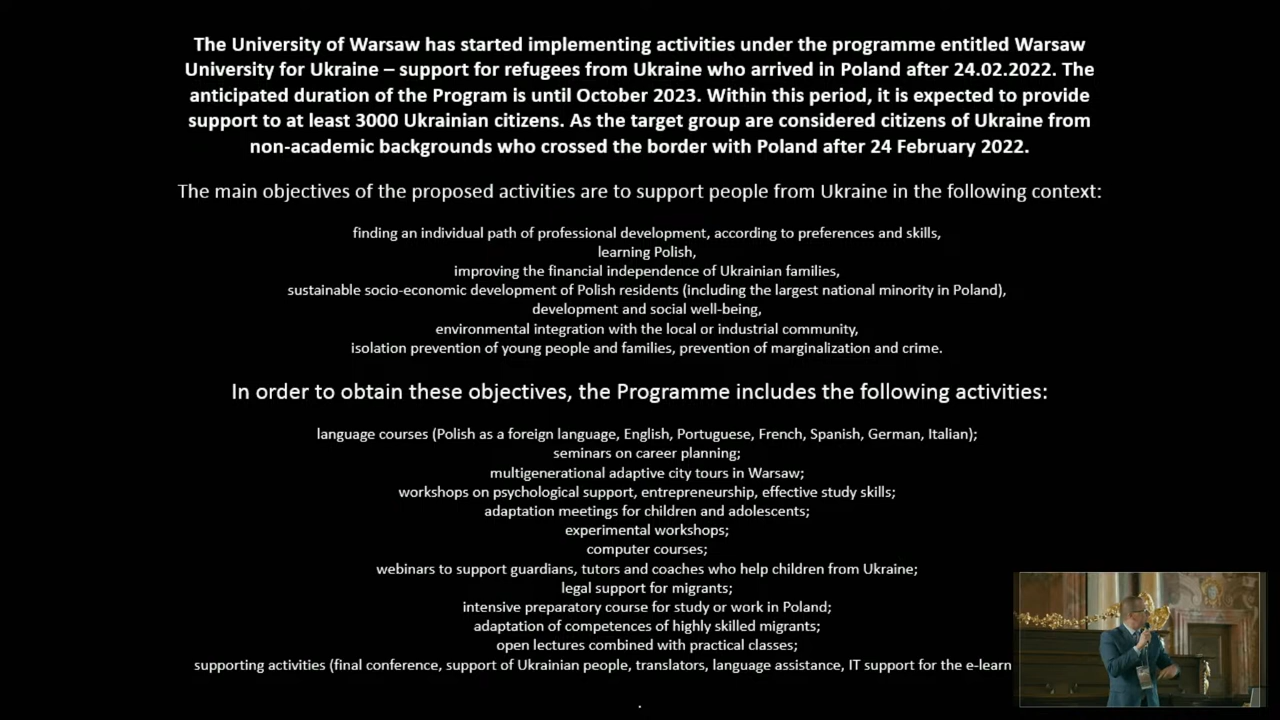 The University of Warsaw has started implementing activities under the programme entitled Warsaw
University for Ukraine – support for refugees from Ukraine who arrived in Poland after 24.02.2022. The
anticipated duration of the Program is until October 2023. Within this period, it is expected to provide
support to at least 3000 Ukrainian citizens. As the target group are considered citizens of Ukraine from
non-academic backgrounds who crossed the border with Poland after 24 February 2022.
The main objectives of the proposed activities are to support people from Ukraine in the following context:
finding an individual path of professional development, according to preferences and skills,
learning Polish,
improving the financial independence of Ukrainian families,
sustainable socio-economic development of Polish residents (including the largest national minority in Poland),
development and social well-being,
environmental integration with the local or industrial community,
isolation prevention of young people and families, prevention of marginalization and crime.
In order to obtain these objectives, the Programme includes the following activities:
language courses (Polish as a foreign language, English, Portuguese, French, Spanish, German, Italian);
seminars on career planning;
multigenerational adaptive city tours in Warsaw;
workshops on psychological support, entrepreneurship, effective study skills;
adaptation meetings for children and adolescents;
experimental workshops;
computer courses;
webinars to support guardians, tutors and coaches who help children from Ukraine;
legal support for migrants;
intensive preparatory course for study or work in Poland;
adaptation of competences of highly skilled migrants;
open lectures combined with practical classes;
supporting activities (final conference, support of Ukrainian people, translators, language assistance, IT support for the e-learn
.